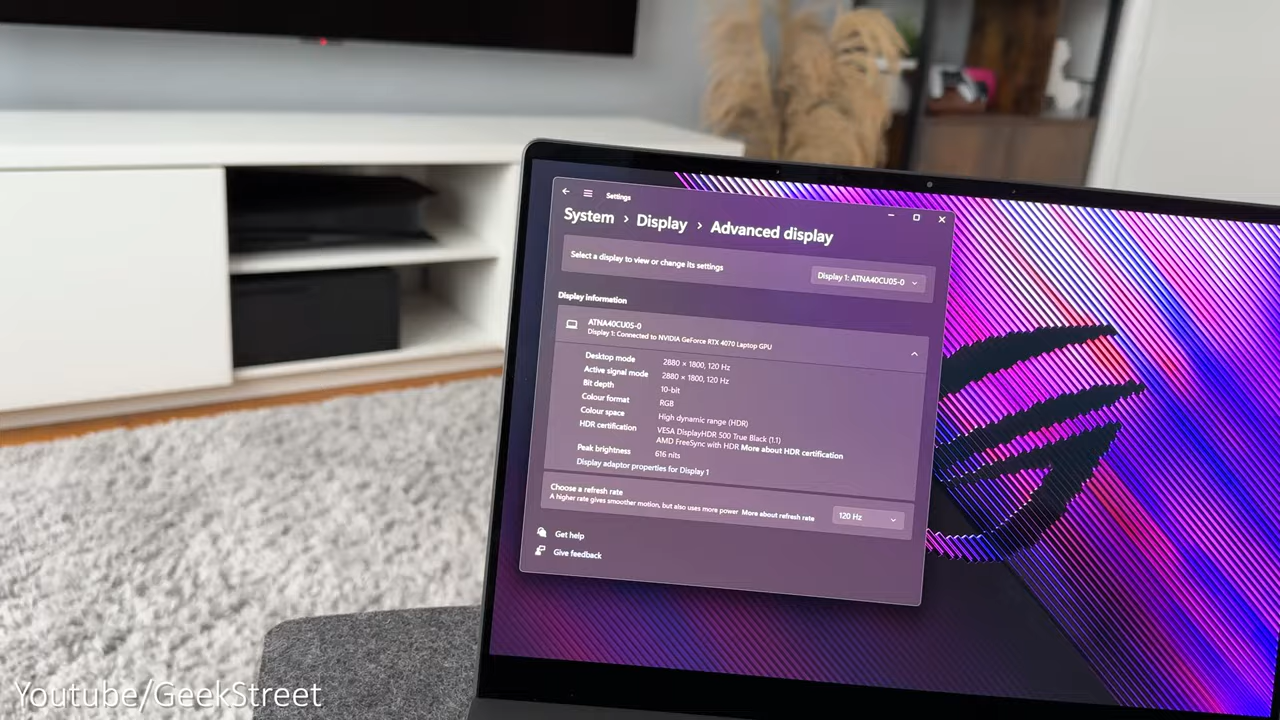 Settings
System › Display › Advanced display
Select a display to view or change its settings
Display 1: ATNA40CU05-0
Display information
ATNA40CU05-0
Display 1: Connected to NVIDIA GeForce RTX 4070 Laptop GPU
Desktop mode 2880 × 1800, 120 Hz
Active signal mode 2880 × 1800, 120 Hz
Bit depth 10-bit
Colour format RGB
Colour space High dynamic range (HDR)
HDR certification VESA DisplayHDR 500 True Black (1.1)
AMD FreeSync with HDR More about HDR certification
Peak brightness 616 nits
Display adaptor properties for Display 1
Choose a refresh rate
A higher rate gives smoother motion, but also uses more power More about refresh rate
120 Hz
Get help
Give feedback
Youtube/GeekStreet